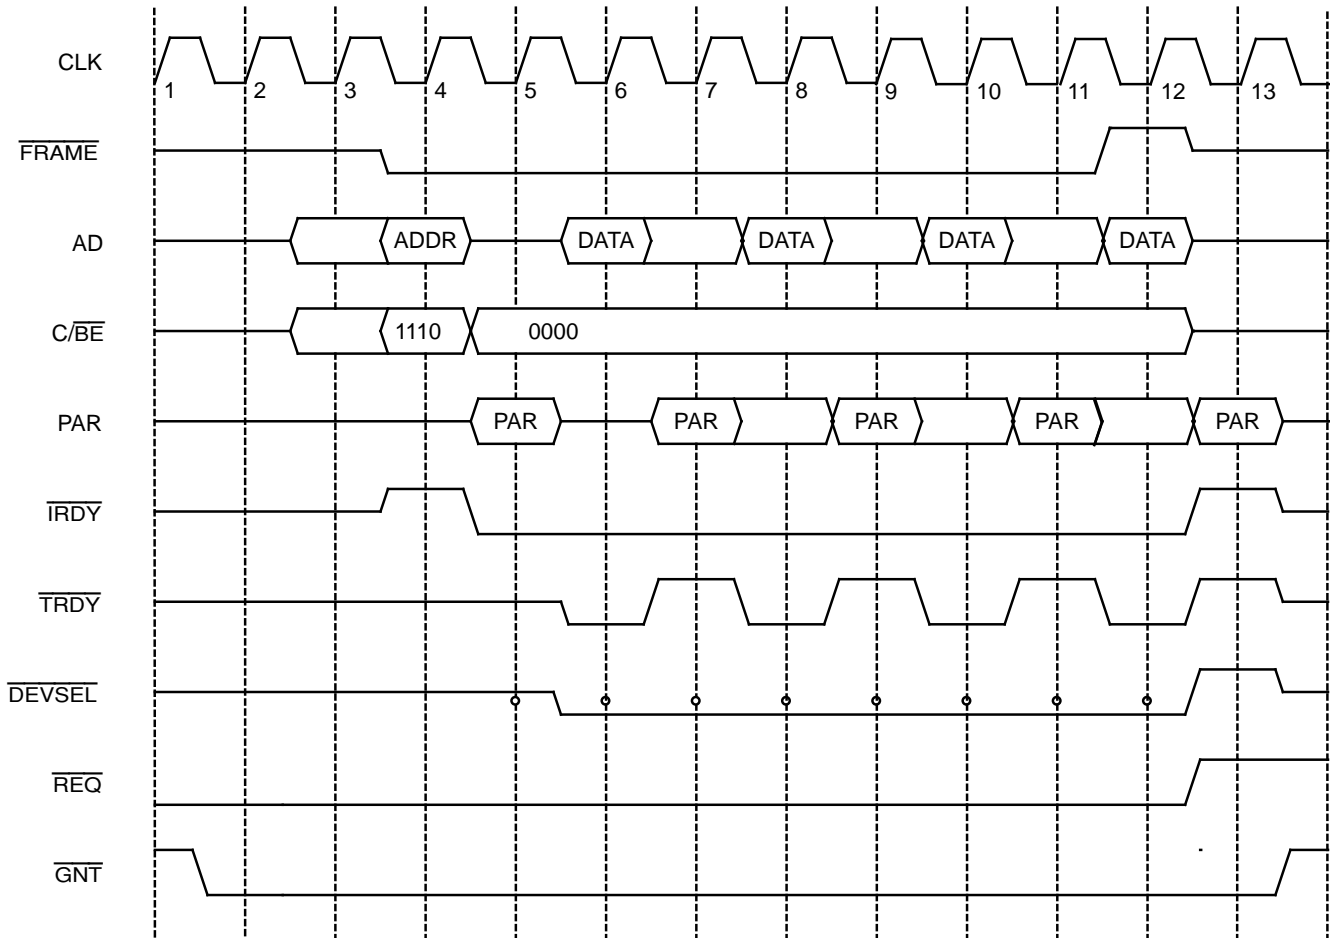 CLK
1 2 3 4 5 6 7 8 9 10 11 12 13
FRAME
AD ADDR DATA DATA DATA DATA
C/BE 1110 0000
PAR PAR PAR PAR PAR PAR
IRDY
TRDY
DEVSEL
REQ
GNT